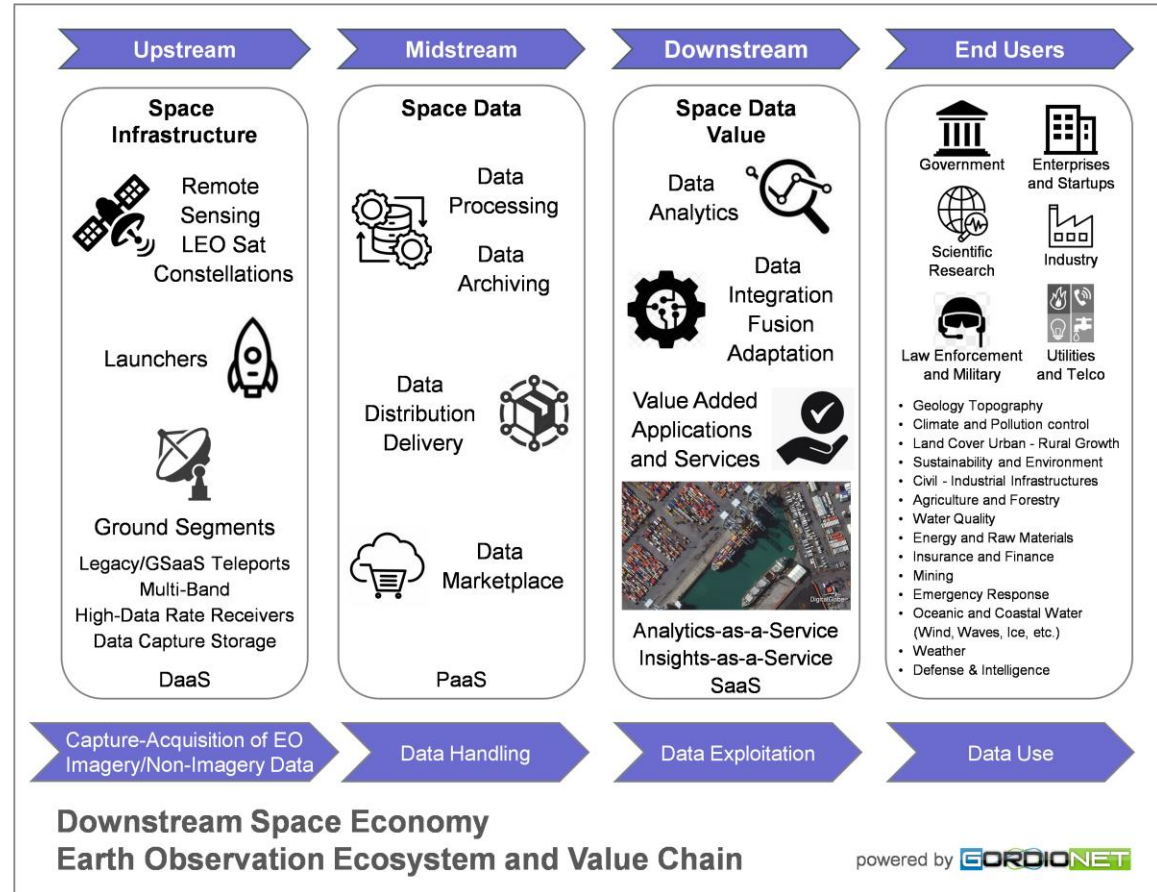 Upstream
Midstream
Downstream
End Users
Space
Infrastructure
Remote
Sensing
LEO Sat
Constellations
Launchers
Ground Segments
Legacy/GSaaS Teleports
Multi-Band
High-Data Rate Receivers
Data Capture Storage
DaaS
Space Data
Data
Processing
Data
Archiving
Data
Distribution
Delivery
Data
Marketplace
PaaS
Space Data
Value
Data
Analytics
Data
Integration
Fusion
Adaptation
Value Added
Applications
and Services
DigitalGlobe
Analytics-as-a-Service
Insights-as-a-Service
SaaS
Government
Enterprises
and Startups
Scientific
Research
Industry
Law Enforcement
and Military
Utilities
and Telco
• Geology Topography
• Climate and Pollution control
• Land Cover Urban - Rural Growth
• Sustainability and Environment
• Civil - Industrial Infrastructures
• Agriculture and Forestry
• Water Quality
• Energy and Raw Materials
• Insurance and Finance
• Mining
• Emergency Response
• Oceanic and Coastal Water
(Wind, Waves, Ice, etc.)
• Weather
• Defense & Intelligence
Capture-Acquisition of EO
Imagery/Non-Imagery Data
Data Handling
Data Exploitation
Data Use
Downstream Space Economy
Earth Observation Ecosystem and Value Chain
powered by GORDIONET